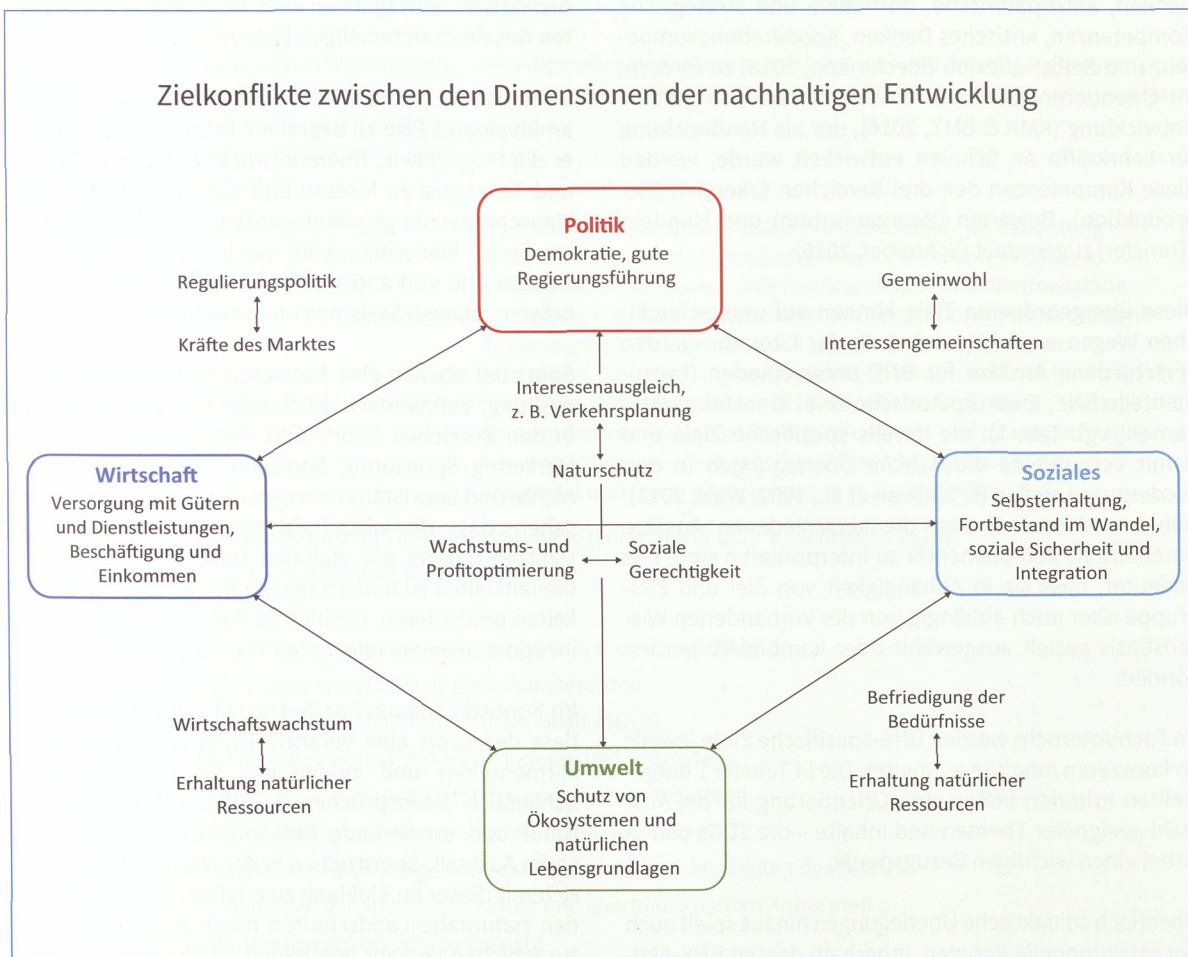 Zielkonflikte zwischen den Dimensionen der nachhaltigen Entwicklung
Politik
Demokratie, gute
Regierungsführung
Regulierungspolitik
Kräfte des Marktes
Gemeinwohl
Interessengemeinschaften
Interessenausgleich,
z. B. Verkehrsplanung
Naturschutz
Wirtschaft
Versorgung mit Gütern
und Dienstleistungen,
Beschäftigung und
Einkommen
Soziales
Selbsterhaltung,
Fortbestand im Wandel,
soziale Sicherheit und
Integration
Wachstums- und
Profitoptimierung
Soziale
Gerechtigkeit
Wirtschaftswachstum
Erhaltung natürlicher
Ressourcen
Befriedigung der
Bedürfnisse
Erhaltung natürlicher
Ressourcen
Umwelt
Schutz von
Ökosystemen und
natürlichen
Lebensgrundlagen